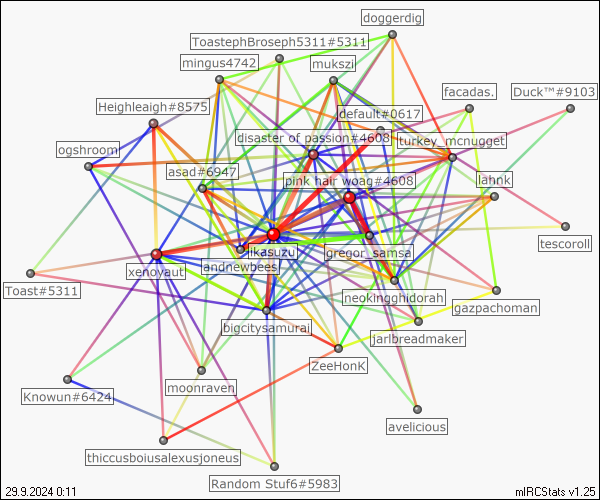 doggerdig
ToastephBroseph5311#5311
mingus4742
mukszi
facadas.
Duck™#9103
Heighleaigh#8575
default#0617
disaster of passion#4608
turkey_mcnugget
ogshroom
asad#6947
pink hair woag#4608
lahnk
tescoroll
likasuzu
gregor_samsa
xenoyaut
landnewbees
Toast#5311
neokingghidorah
gazpachoman
bigcitysamurai
jarlbreadmaker
ZeeHonK
moonraven
Knowun#6424
avelicious
thiccusboiusalexusjoneus
Random Stuf6#5983
29.9.2024 0:11
mIRCStats v1.25